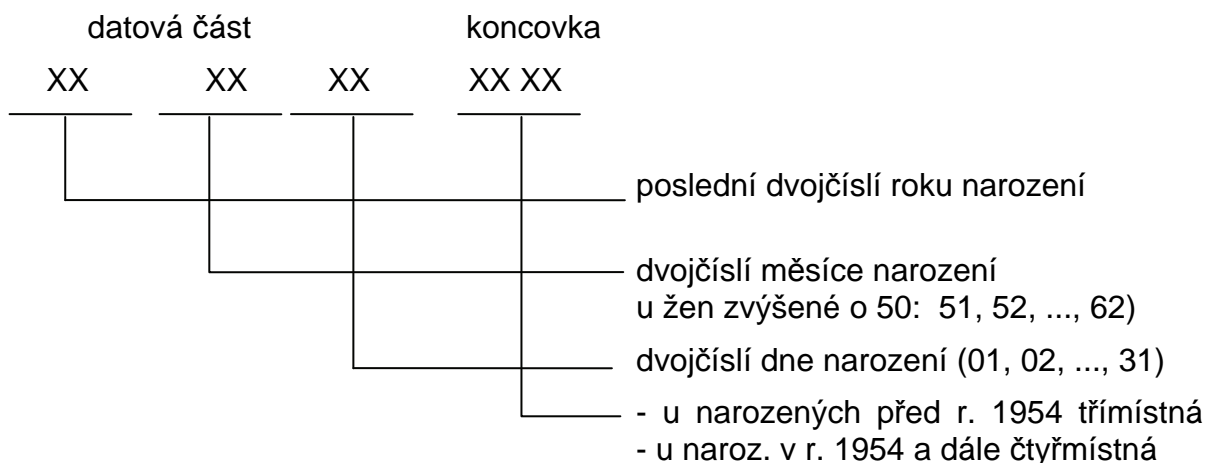 datová část koncovka
XX XX XX XX XX
poslední dvojčíslí roku narození
dvojčíslí měsíce narození
u žen zvýšené o 50: 51, 52, ..., 62)
dvojčíslí dne narození (01, 02, ..., 31)
- u narozených před r. 1954 třímístná
- u naroz. v r. 1954 a dále čtyřmístná